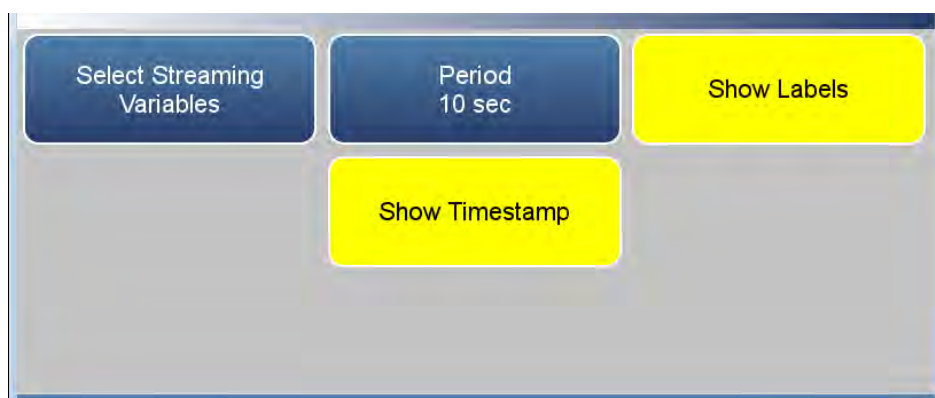 Select Streaming
Variables
Period
10 sec
Show Labels
Show Timestamp